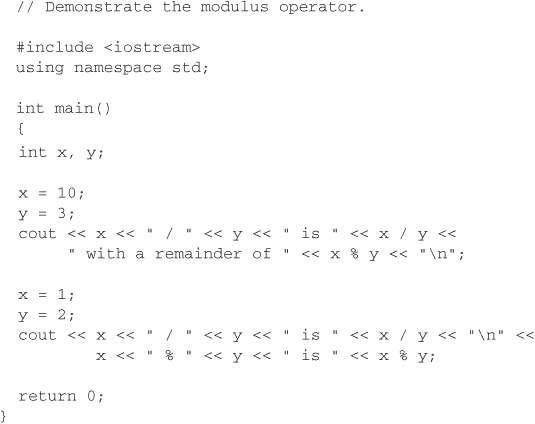 // Demonstrate the modulus operator.
#include <iostream>
using namespace std;
int main()
{
int x, y;
x = 10;
y = 3;
cout << x << " / " << y << " is " << x / y <<
" with a remainder of " << x % y << "\n";
x = 1;
y = 2;
cout << x << " / " << y << " is " << x / y << "\n" <<
x << " % " << y << " is " << x % y;
return 0;
}